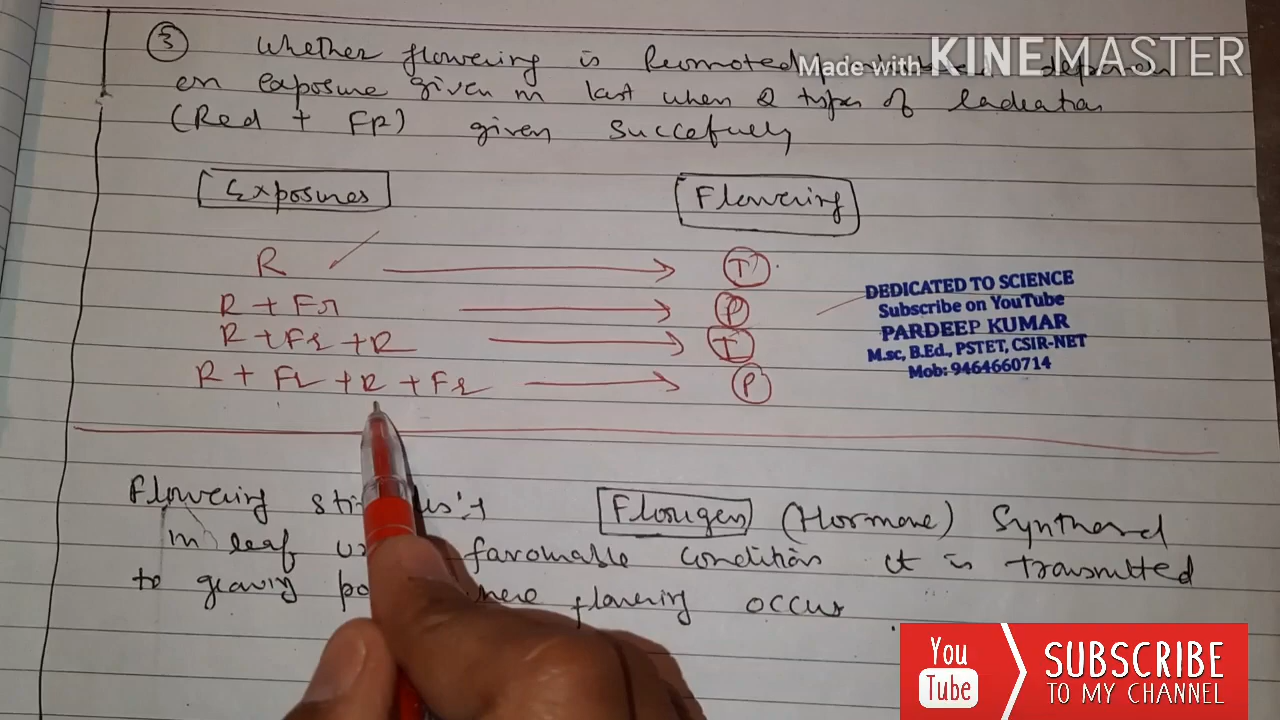 ③ Whether flowering is Promoted
Made with KINEMASTER
on exposure given in last when 2 types of radiation
(Red + FR) given Succefuly
Exposures
Flowering
R → I
R + Fr → P
R + Fr + R → I
R + Fr + R + Fr → P
DEDICATED TO SCIENCE
Subscribe on YouTube
PARDEEP KUMAR
M.sc, B.Ed., PSTET, CSIR-NET
Mob: 9464660714
Flowering Florigen (Hormone)
in leaf favourable condition it is transmitted
to growing where flowering occur
You Tube
SUBSCRIBE
TO MY CHANNEL